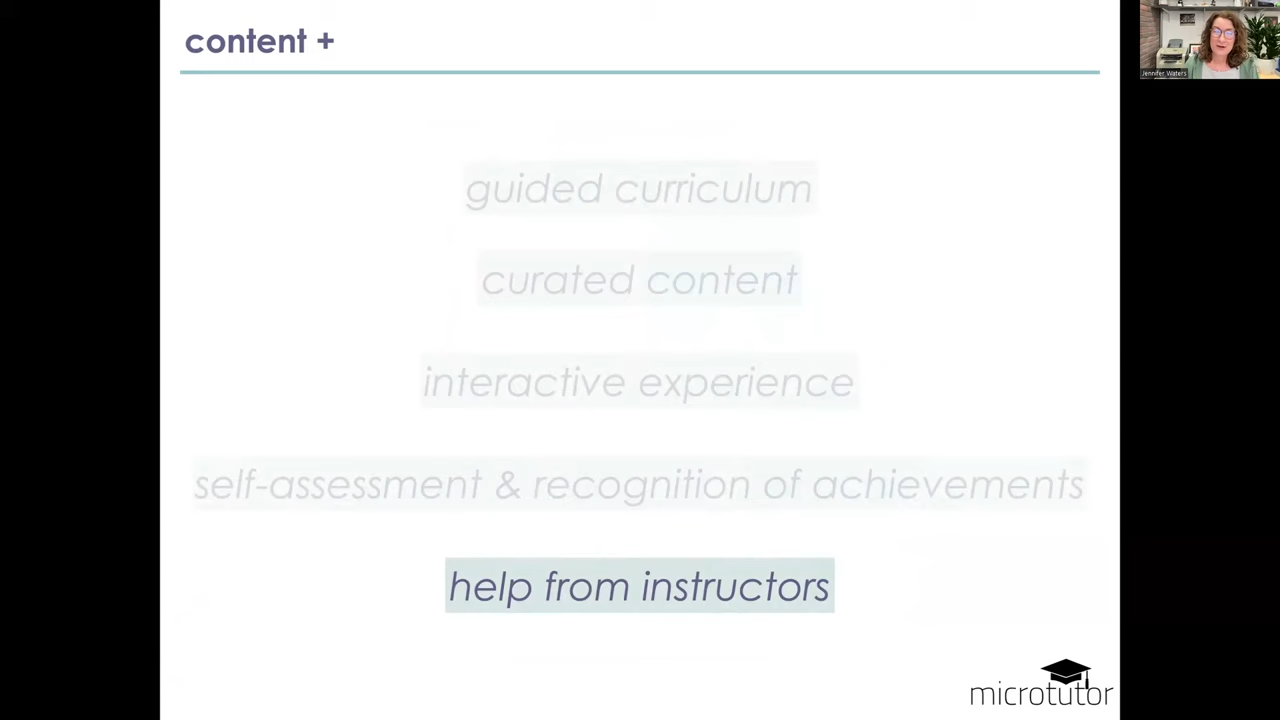 content +
Jennifer Waters
guided curriculum
curated content
interactive experience
self-assessment & recognition of achievements
help from instructors
microtutor